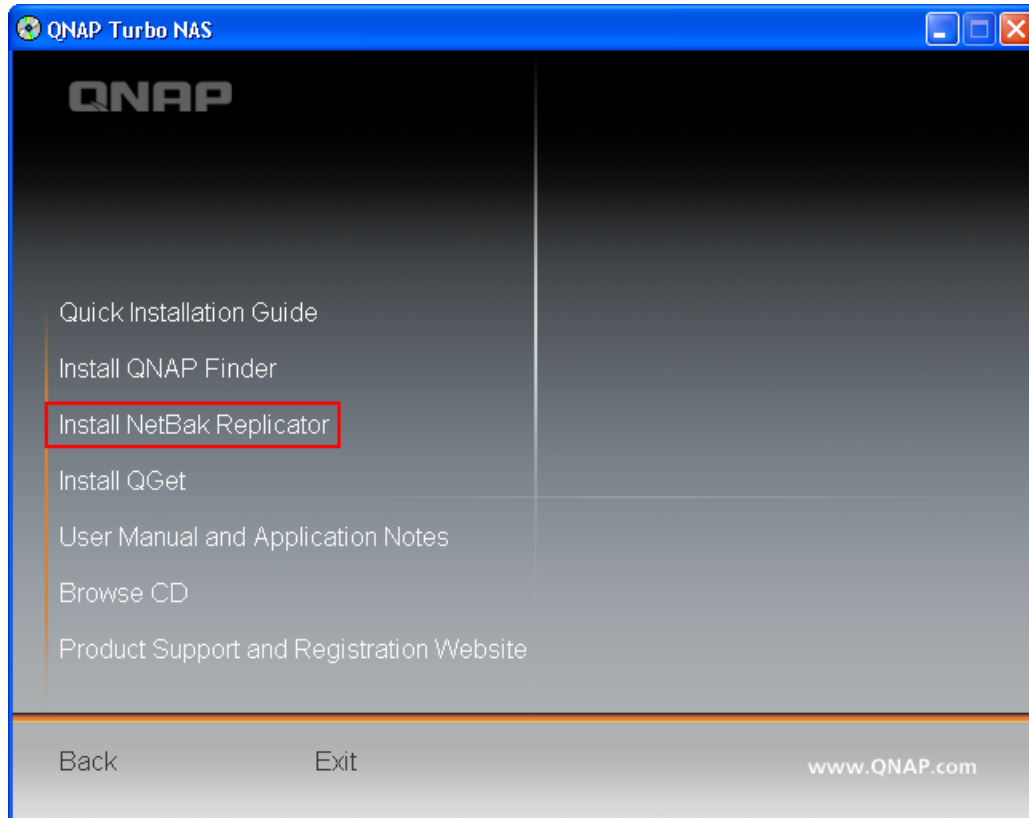 QNAP Turbo NAS
QNAP
Quick Installation Guide
Install QNAP Finder
Install NetBak Replicator
Install QGet
User Manual and Application Notes
Browse CD
Product Support and Registration Website
Back Exit www.QNAP.com